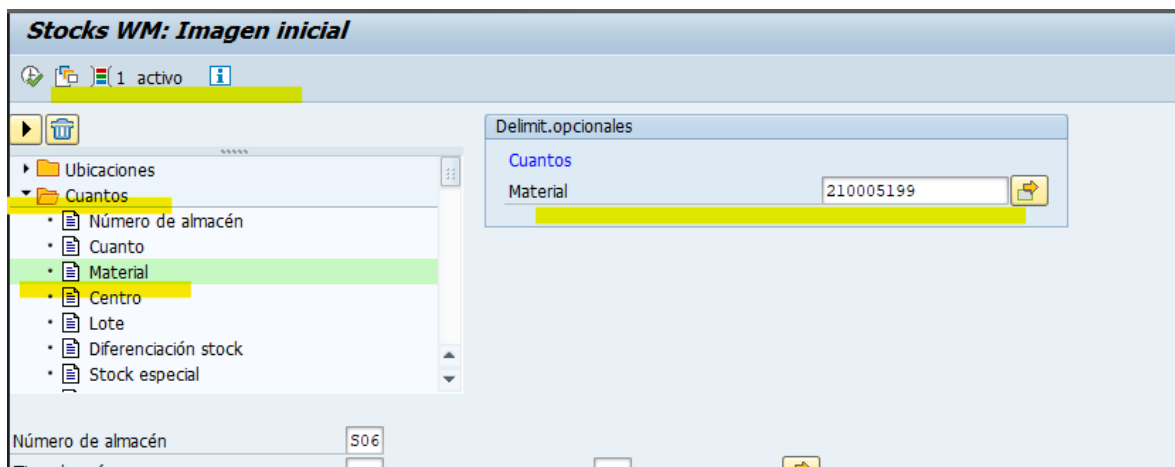 Stocks WM: Imagen inicial
1 activo
Delimit.opcionales
Cuantos
Material 210005199
Ubicaciones
Cuantos
Número de almacén
Cuanto
Material
Centro
Lote
Diferenciación stock
Stock especial
Número de almacén S06